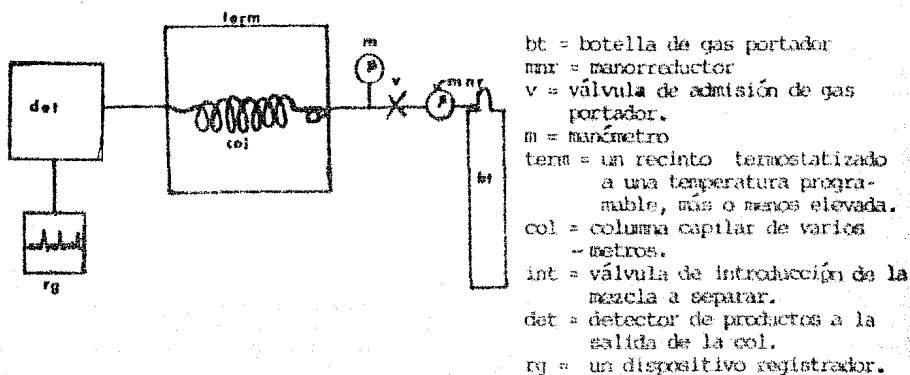 term
m
p
v
mnr
p
det
col
bt
rg
bt = botella de gas portador
mnr = manorreductor
v = válvula de admisión de gas
portador.
m = manómetro
term = un recinto termostatizado
a una temperatura progra-
mable, más o menos elevada.
col = columna capilar de varios
-metros.
int = válvula de introducción de la
mezcla a separar.
det = detector de productos a la
salida de la col.
rg = un dispositivo registrador.